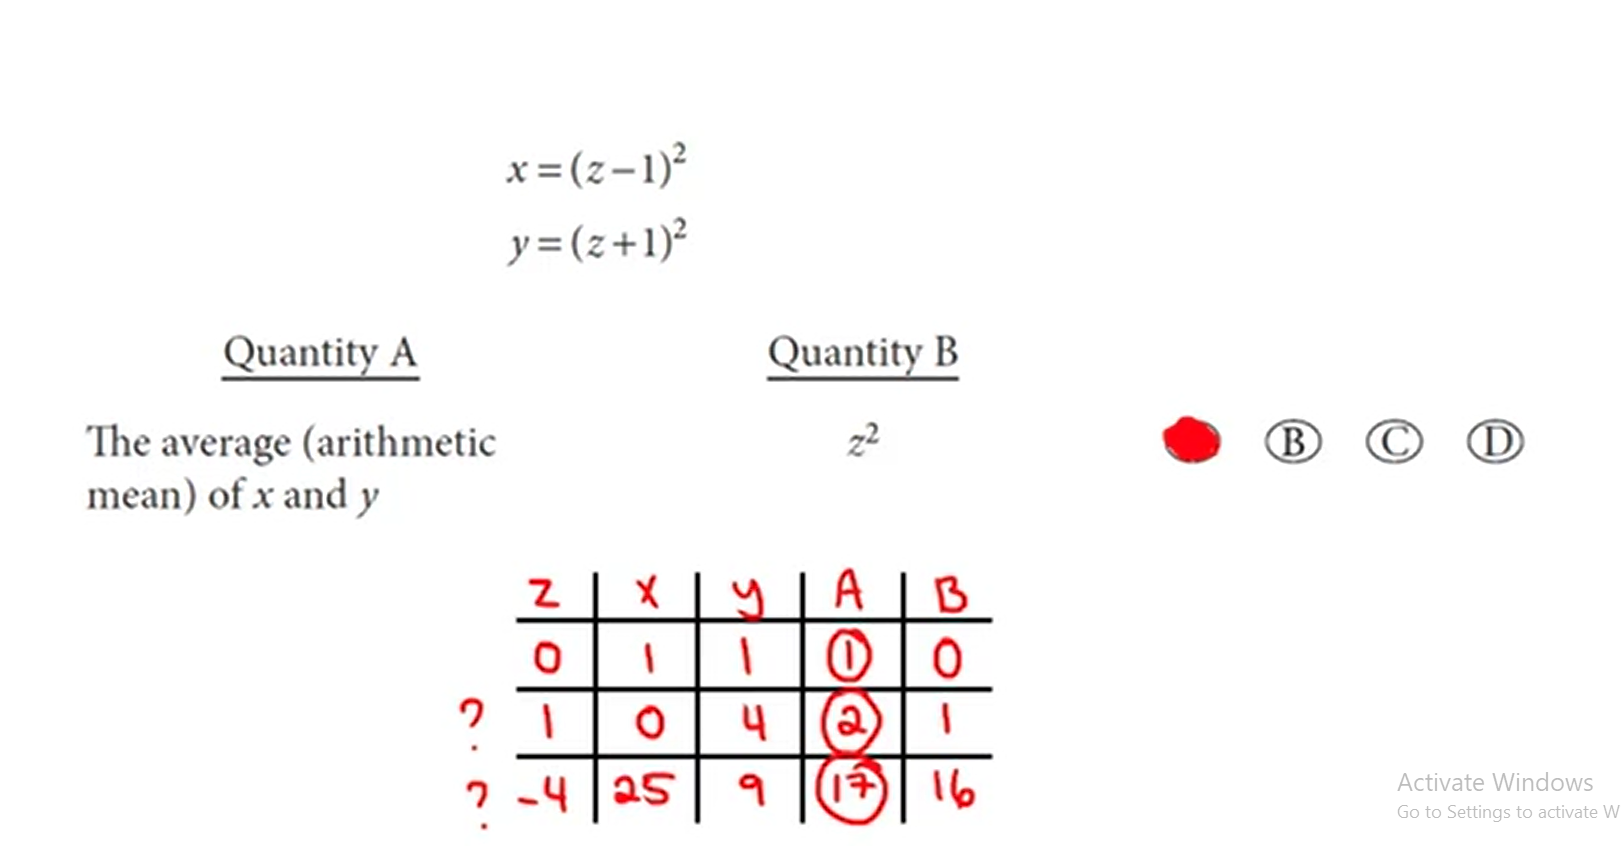 x = (z−1)²
y = (z+1)²
Quantity A Quantity B
The average (arithmetic z² B C D
mean) of x and y
z x y A B
0 1 1 1 0
? 1 0 4 2 1
? -4 25 9 17 16
Activate Windows
Go to Settings to activate W